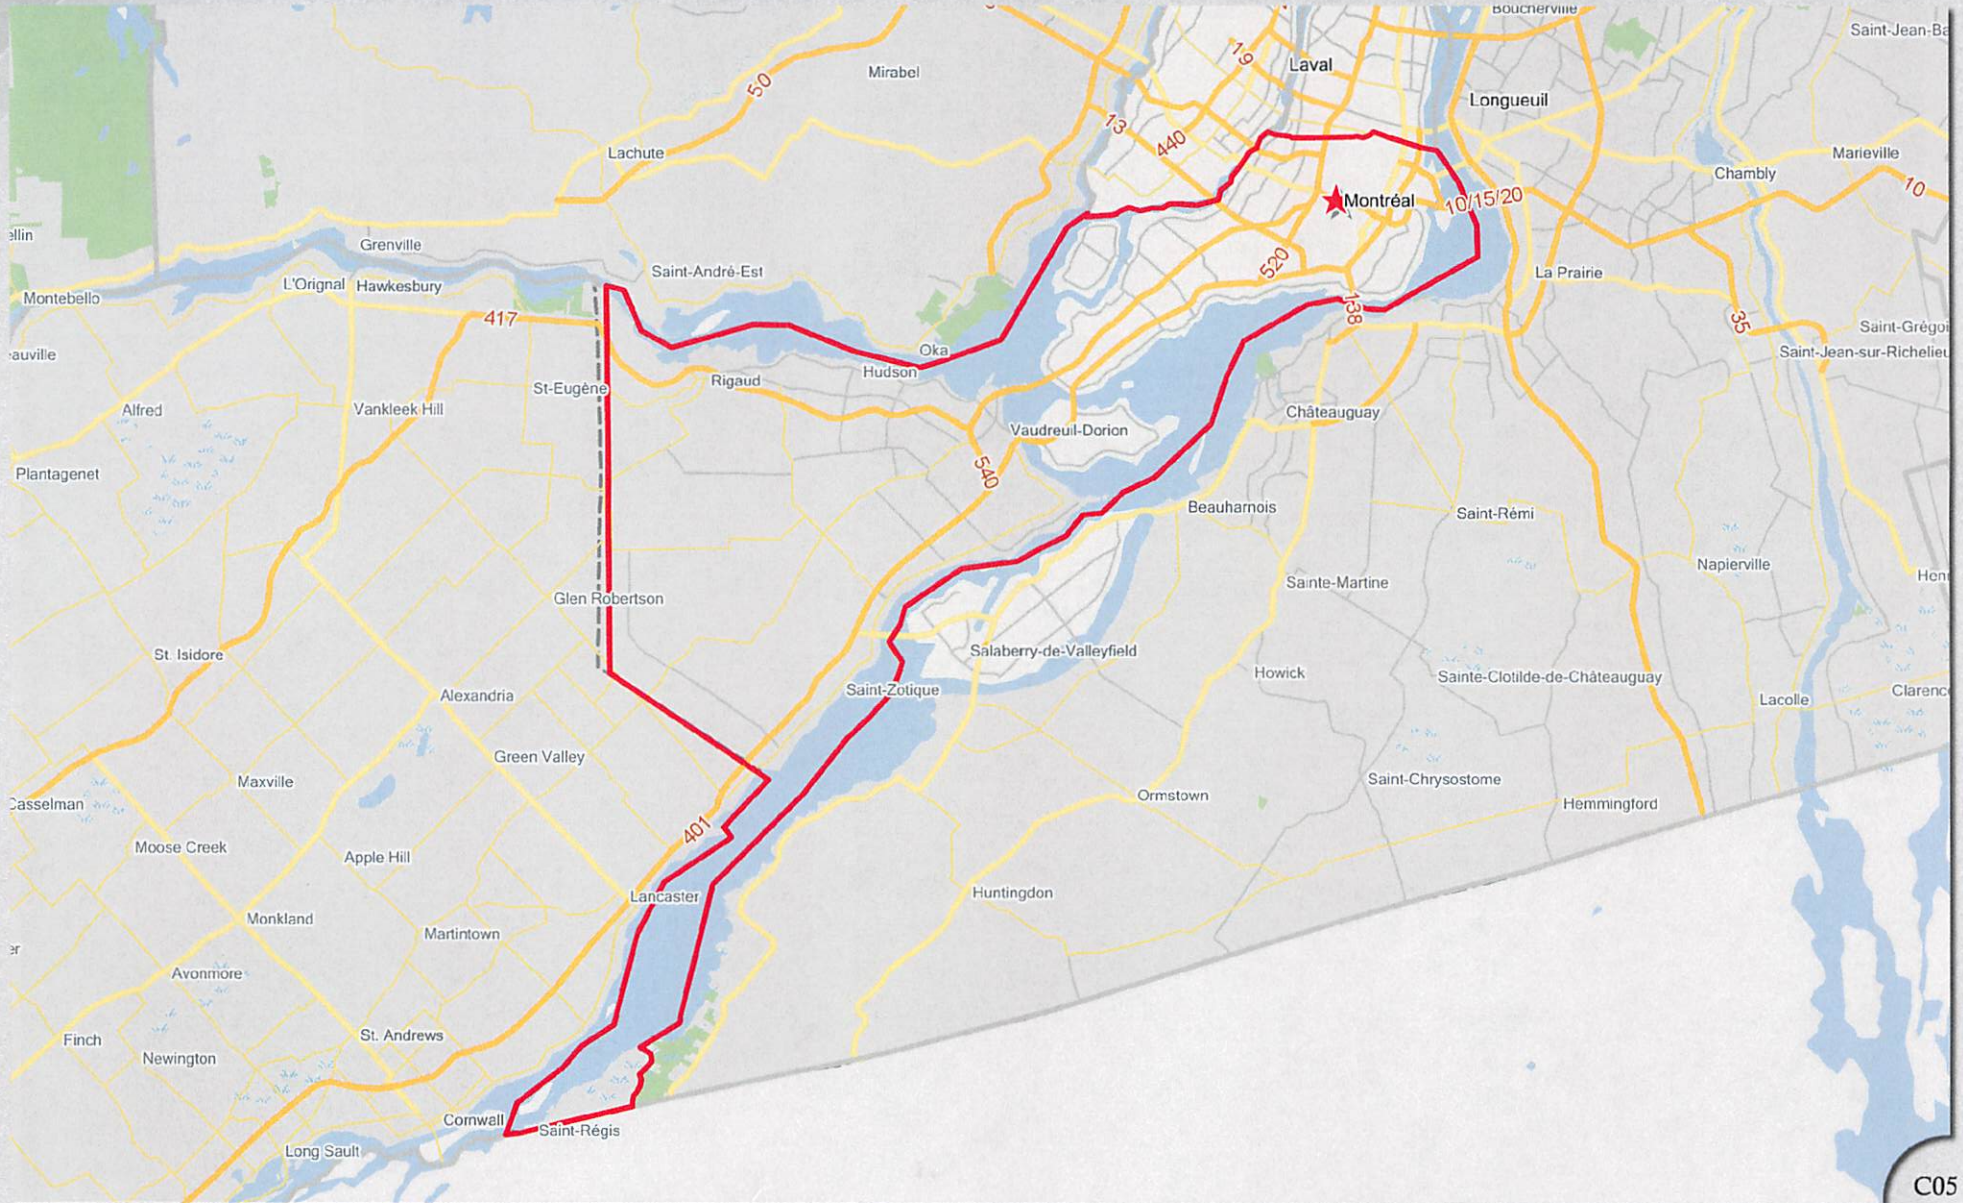 Boucherville
Saint-Jean-Ba
19
Laval
50
Mirabel
Longueuil
13
440
Lachute
Marieville
Chambly
10
Montréal
10/15/20
ellin
Grenville
520
Saint-André-Est
La Prairie
L'Orignal
Hawkesbury
Montebello
138
417
35
Saint-Grégoi
Oka
Saint-Jean-sur-Richelieu
eauville
Hudson
Rigaud
St-Eugène
Alfred
Vankleek Hill
Châteauguay
Vaudreuil-Dorion
Plantagenet
540
Beauharnois
Saint-Rémi
Napierville
Henr
Sainte-Martine
Glen Robertson
St. Isidore
Salaberry-de-Valleyfield
Howick
Sainte-Clotilde-de-Châteauguay
Saint-Zotique
Clarence
Alexandria
Lacolle
Green Valley
Maxville
Saint-Chrysostome
Ormstown
Casselman
Hemmingford
401
Moose Creek
Apple Hill
Lancaster
Huntingdon
Monkland
Martintown
er
Avonmore
St. Andrews
Finch
Newington
Cornwall
Saint-Régis
Long Sault
C05